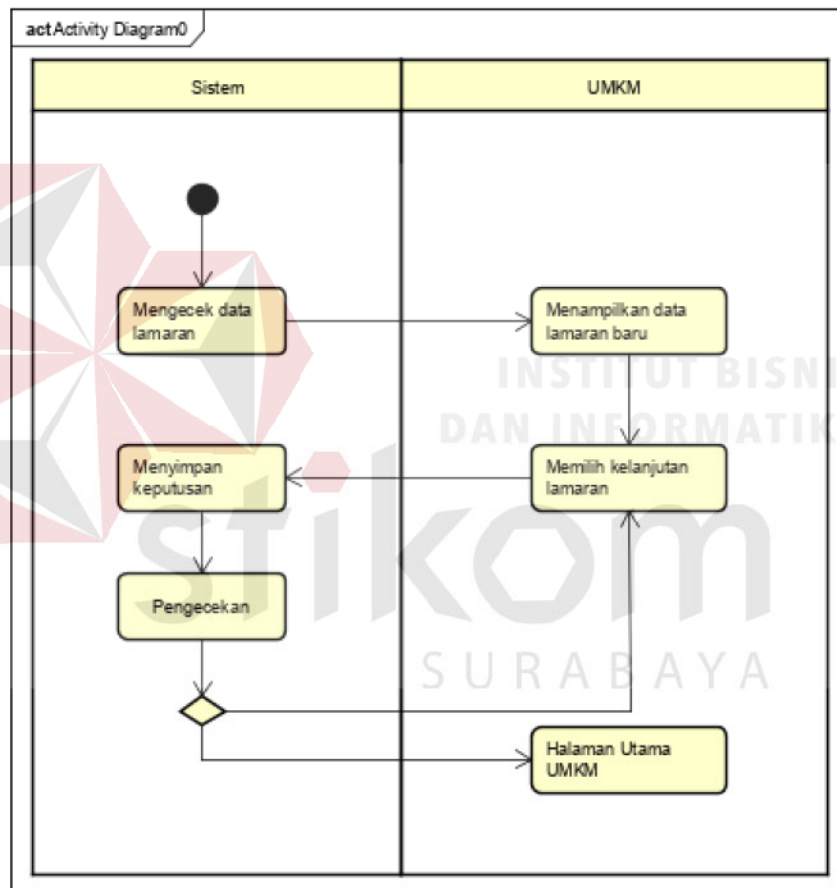 act Activity Diagram0
Sistem
UMKM
Mengecek data
lamaran
Menampilkan data
lamaran baru
INSTITUT BISNI
DAN INFORMATIK
Menyimpan
keputusan
Memilih kelanjutan
lamaran
stikom
Pengecekan
SURABAYA
Halaman Utama
UMKM